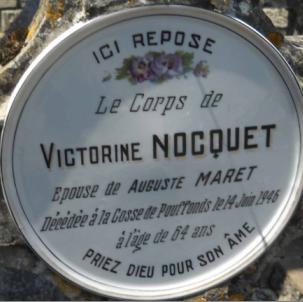 ICI REPOSE
Le Corps de
VICTORINE NOCQUET
Epouse de AUGUSTE MARET
Décédée à la Cosse de Pouffonds le 14 Juin 1946
à l'âge de 64 ans
PRIEZ DIEU POUR SON ÂME